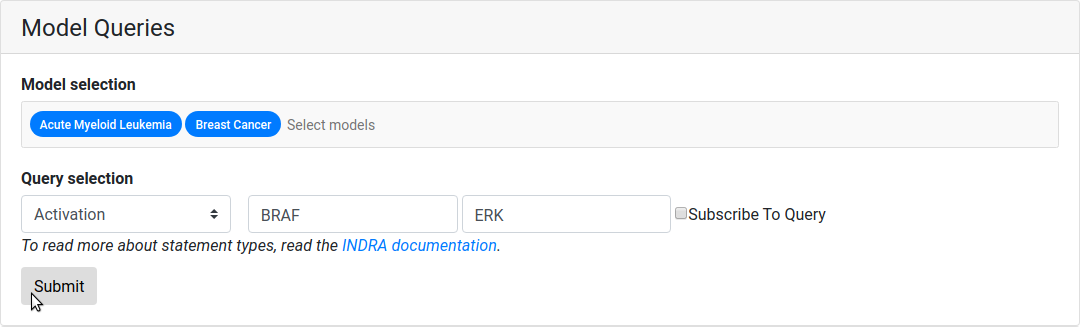 Model Queries
Model selection
Acute Myeloid Leukemia Breast Cancer Select models
Query selection
Activation BRAF ERK Subscribe To Query
To read more about statement types, read the INDRA documentation.
Submit